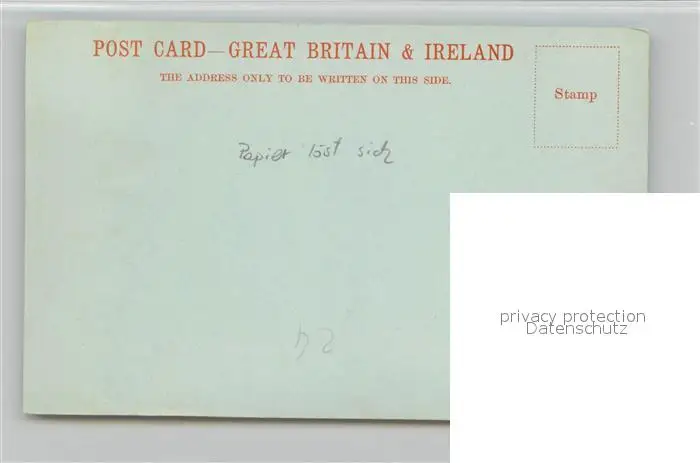 POST CARD—GREAT BRITAIN & IRELAND
THE ADDRESS ONLY TO BE WRITTEN ON THIS SIDE.
Stamp
Papier löst sich
privacy protection
Datenschutz